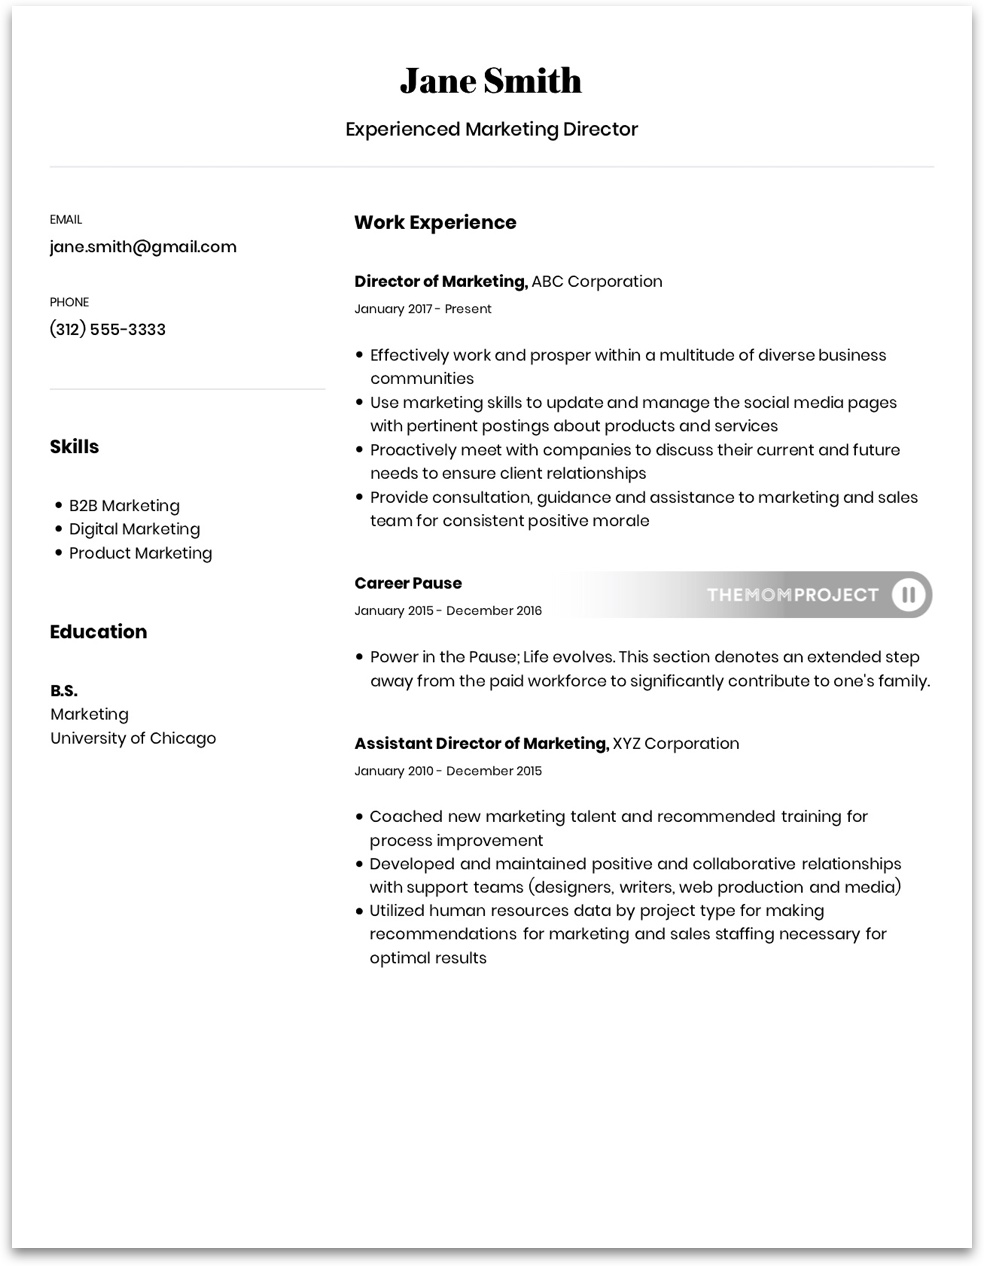 Jane Smith
Experienced Marketing Director
EMAIL
jane.smith@gmail.com
PHONE
(312) 555-3333
Skills
• B2B Marketing
• Digital Marketing
• Product Marketing
Education
B.S.
Marketing
University of Chicago
Work Experience
Director of Marketing, ABC Corporation
January 2017 - Present
• Effectively work and prosper within a multitude of diverse business
communities
• Use marketing skills to update and manage the social media pages
with pertinent postings about products and services
• Proactively meet with companies to discuss their current and future
needs to ensure client relationships
• Provide consultation, guidance and assistance to marketing and sales
team for consistent positive morale
Career Pause
THEMOMPROJECT
January 2015 - December 2016
• Power in the Pause; Life evolves. This section denotes an extended step
away from the paid workforce to significantly contribute to one's family.
Assistant Director of Marketing, XYZ Corporation
January 2010 - December 2015
• Coached new marketing talent and recommended training for
process improvement
• Developed and maintained positive and collaborative relationships
with support teams (designers, writers, web production and media)
• Utilized human resources data by project type for making
recommendations for marketing and sales staffing necessary for
optimal results